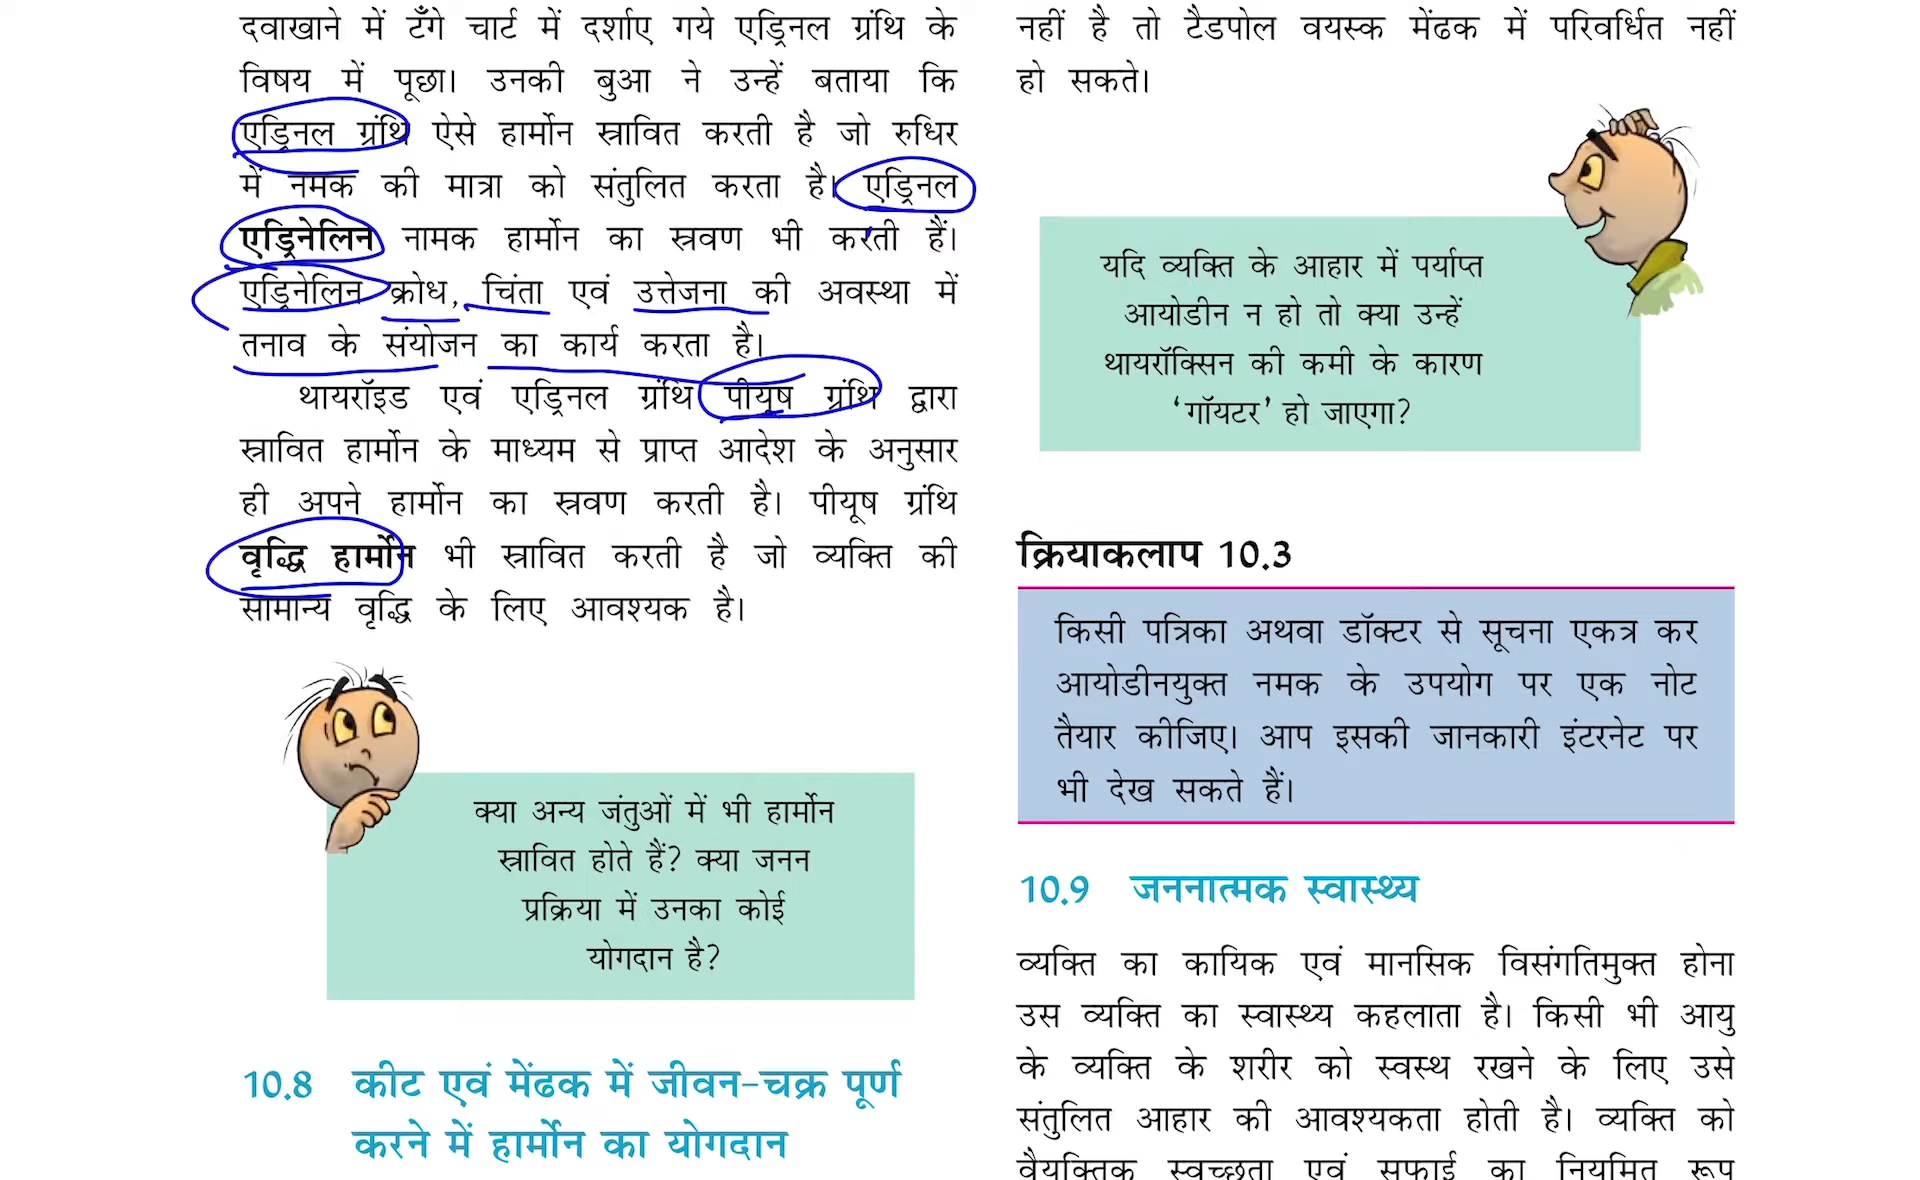 दवाखाने में टँगे चार्ट में दर्शाए गये एड्रिनल ग्रंथि के
विषय में पूछा। उनकी बुआ ने उन्हें बताया कि
एड्रिनल ग्रंथि ऐसे हार्मोन स्रावित करती है जो रुधिर
में नमक की मात्रा को संतुलित करता है। एड्रिनल
एड्रिनेलिन नामक हार्मोन का स्रवण भी करती हैं।
एड्रिनेलिन क्रोध, चिंता एवं उत्तेजना की अवस्था में
तनाव के संयोजन का कार्य करता है।
थायरॉइड एवं एड्रिनल ग्रंथि पीयूष ग्रंथि द्वारा
स्रावित हार्मोन के माध्यम से प्राप्त आदेश के अनुसार
ही अपने हार्मोन का स्रवण करती है। पीयूष ग्रंथि
वृद्धि हार्मोन भी स्रावित करती है जो व्यक्ति की
सामान्य वृद्धि के लिए आवश्यक है।
क्या अन्य जंतुओं में भी हार्मोन
स्रावित होते हैं? क्या जनन
प्रक्रिया में उनका कोई
योगदान है?
10.8 कीट एवं मेंढक में जीवन-चक्र पूर्ण
करने में हार्मोन का योगदान
नहीं है तो टैडपोल वयस्क मेंढक में परिवर्धित नहीं
हो सकते।
यदि व्यक्ति के आहार में पर्याप्त
आयोडीन न हो तो क्या उन्हें
थायरॉक्सिन की कमी के कारण
‘गॉयटर’ हो जाएगा?
क्रियाकलाप 10.3
किसी पत्रिका अथवा डॉक्टर से सूचना एकत्र कर
आयोडीनयुक्त नमक के उपयोग पर एक नोट
तैयार कीजिए। आप इसकी जानकारी इंटरनेट पर
भी देख सकते हैं।
10.9 जननात्मक स्वास्थ्य
व्यक्ति का कायिक एवं मानसिक विसंगतिमुक्त होना
उस व्यक्ति का स्वास्थ्य कहलाता है। किसी भी आयु
के व्यक्ति के शरीर को स्वस्थ रखने के लिए उसे
संतुलित आहार की आवश्यकता होती है। व्यक्ति को
वैयक्तिक स्वच्छता एवं सफाई का नियमित रूप